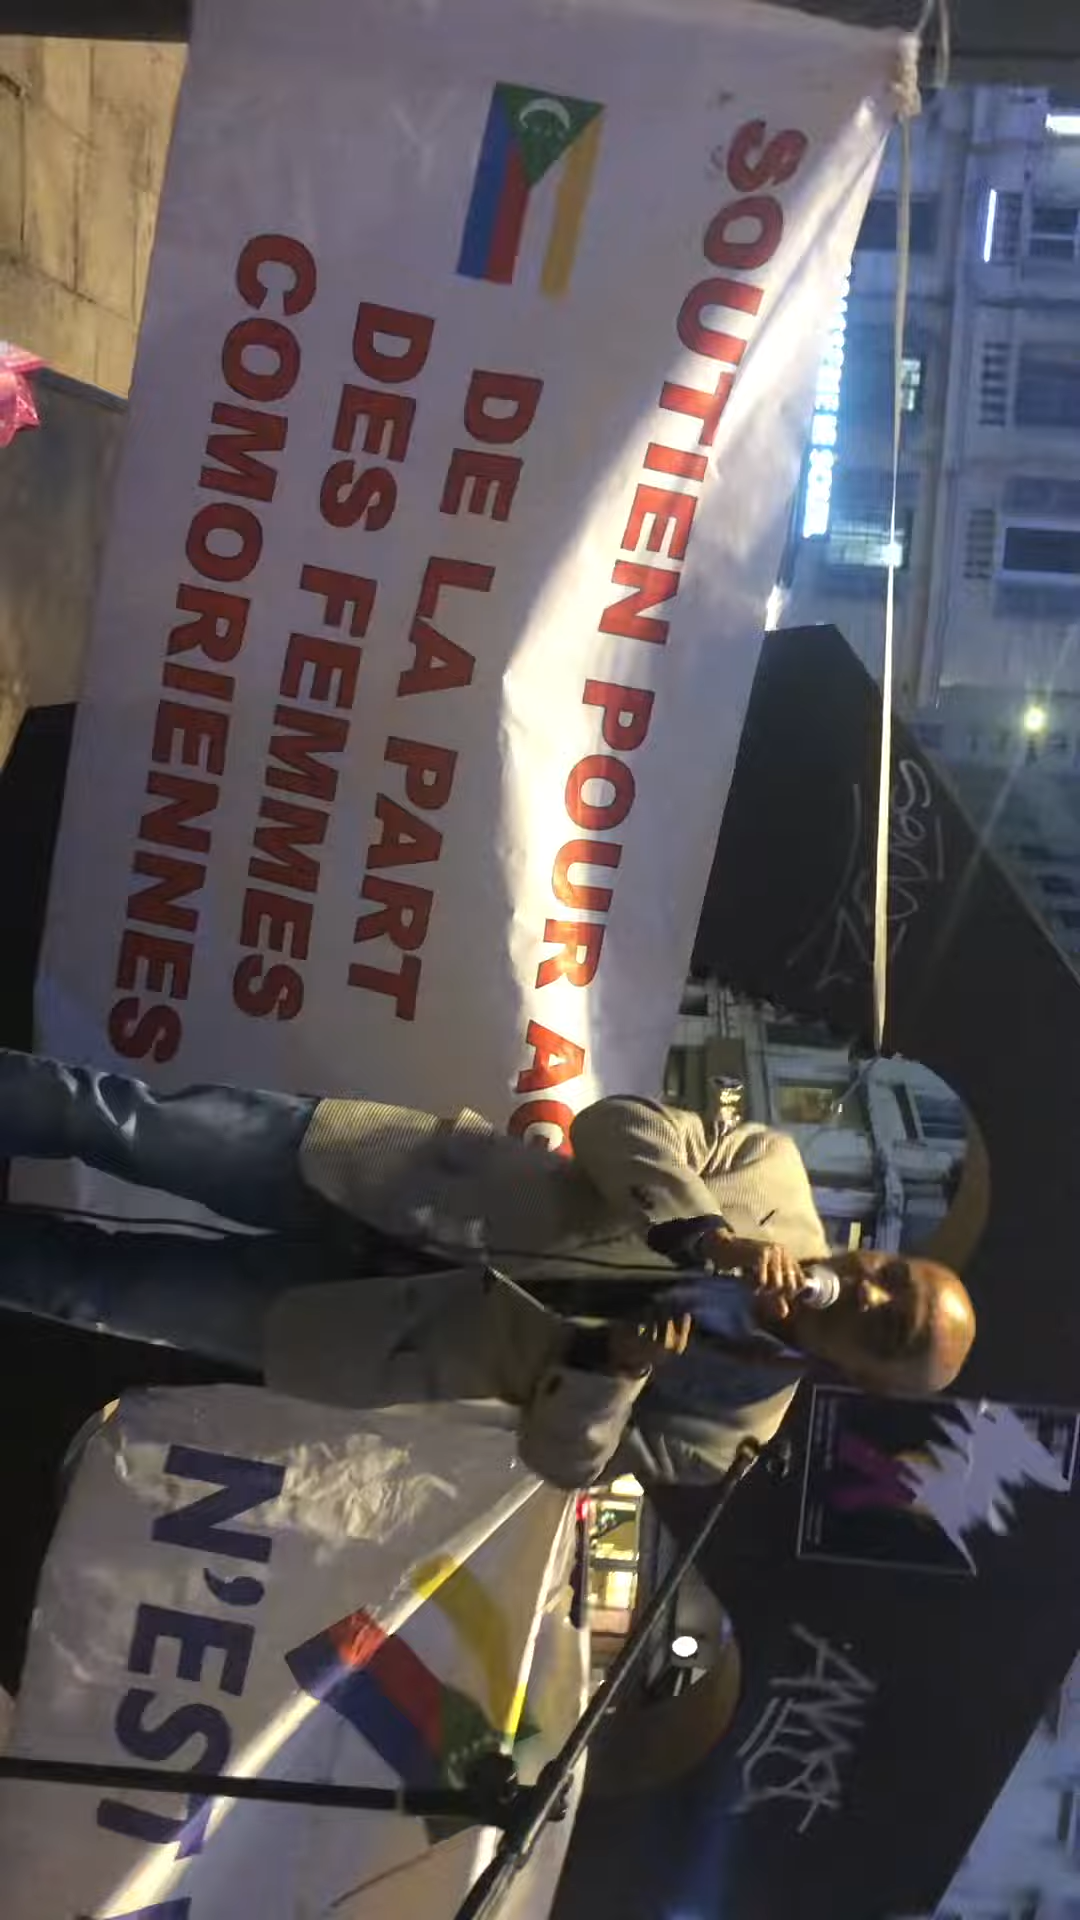 SOUTIEN POUR AC
DE LA PART
DES FEMMES
COMORIENNES
N'EST